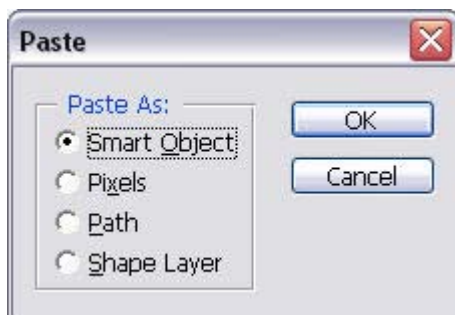 Paste
Paste As:
Smart Object
Pixels
Path
Shape Layer
OK
Cancel